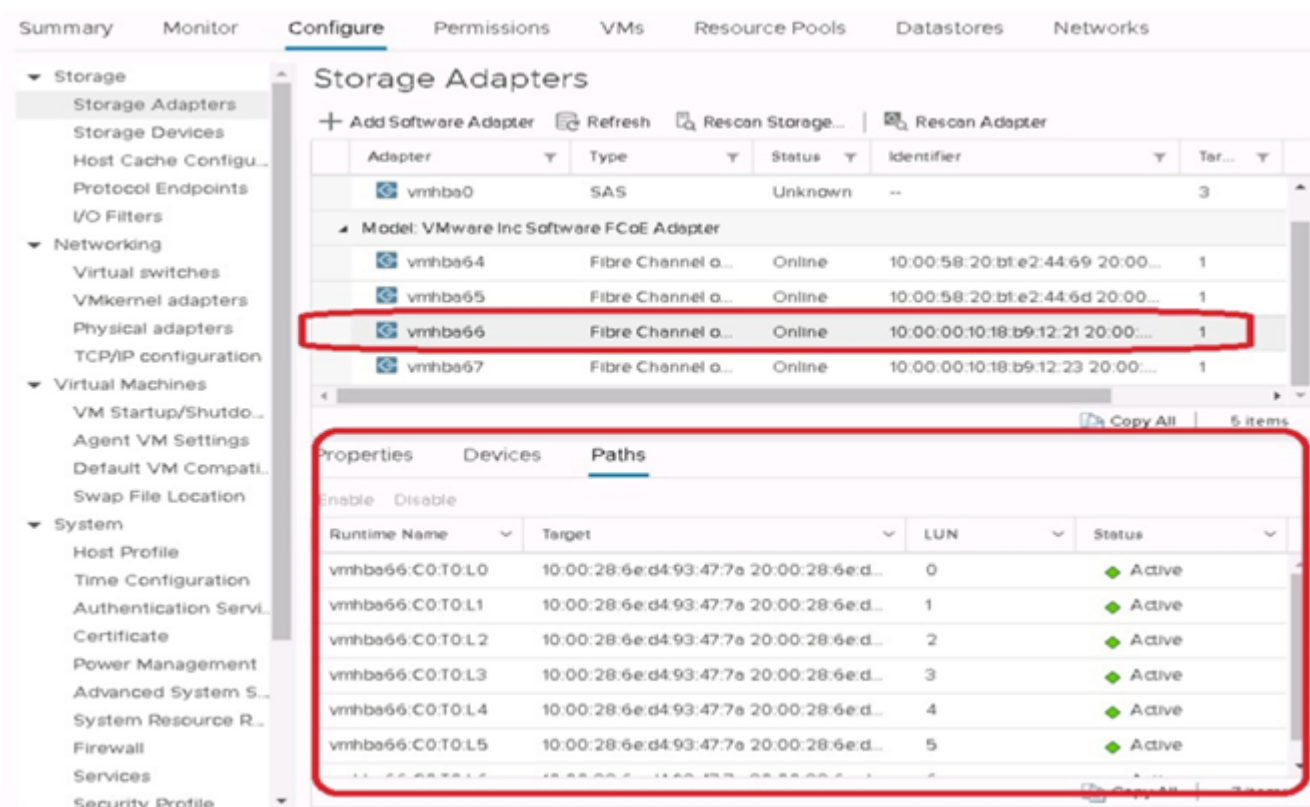 Summary Monitor Configure Permissions VMs Resource Pools Datastores Networks
Storage
Storage Adapters
Storage Devices
Host Cache Configu...
Protocol Endpoints
I/O Filters
Networking
Virtual switches
VMkernel adapters
Physical adapters
TCP/IP configuration
Virtual Machines
VM Startup/Shutdo...
Agent VM Settings
Default VM Compati..
Swap File Location
System
Host Profile
Time Configuration
Authentication Servi..
Certificate
Power Management
Advanced System S...
System Resource R...
Firewall
Services
Security Profile
Storage Adapters
Add Software Adapter Refresh Rescan Storage... Rescan Adapter
Adapter Type Status Identifier Tar...
vmhba0 SAS Unknown -- 3
Model: VMware Inc Software FCoE Adapter
vmhba64 Fibre Channel o... Online 10:00:58:20:b1:e2:44:69 20:00... 1
vmhba65 Fibre Channel o... Online 10:00:58:20:b1:e2:44:6d 20:00... 1
vmhba66 Fibre Channel o... Online 10:00:00:10:18:b9:12:21 20:00:... 1
vmhba67 Fibre Channel o... Online 10:00:00:10:18:b9:12:23 20:00:... 1
Copy All 5 items
Properties Devices Paths
Enable Disable
Runtime Name Target LUN Status
vmhba66:C0:T0:L0 10:00:28:6e:d4:93:47:7a 20:00:28:6e:d... 0 Active
vmhba66:C0:T0:L1 10:00:28:6e:d4:93:47:7a 20:00:28:6e:d... 1 Active
vmhba66:C0:T0:L2 10:00:28:6e:d4:93:47:7a 20:00:28:6e:d... 2 Active
vmhba66:C0:T0:L3 10:00:28:6e:d4:93:47:7a 20:00:28:6e:d... 3 Active
vmhba66:C0:T0:L4 10:00:28:6e:d4:93:47:7a 20:00:28:6e:d... 4 Active
vmhba66:C0:T0:L5 10:00:28:6e:d4:93:47:7a 20:00:28:6e:d... 5 Active
Copy All 7 items